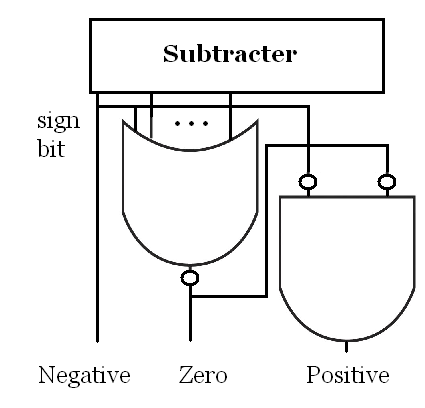 Subtracter
sign
bit
...
Negative Zero Positive